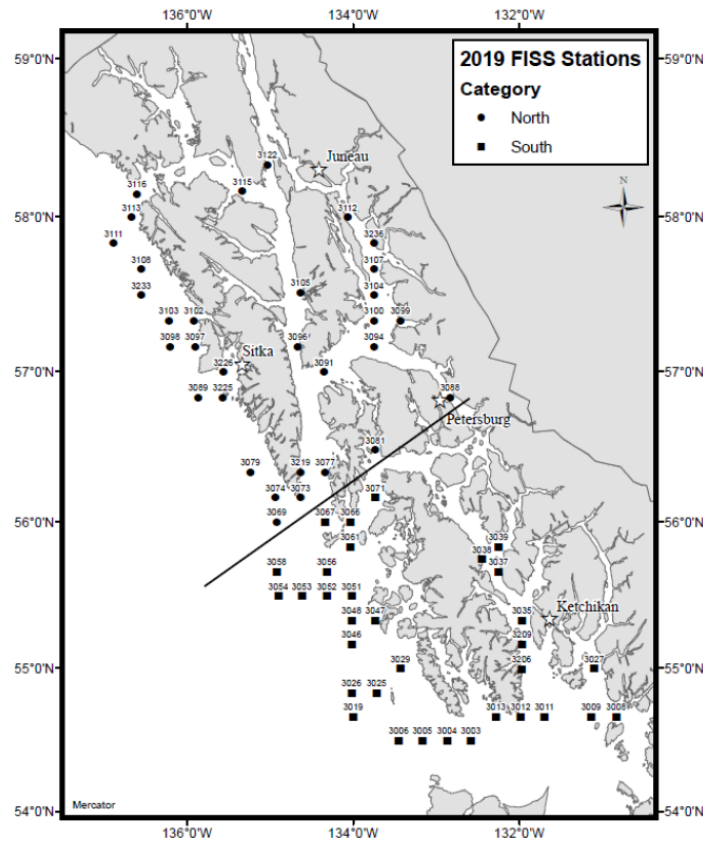 136°0'W 134°0'W 132°0'W
59°0'N 59°0'N
2019 FISS Stations
Category
North
South
N
3122
Juneau
3115
3116
58°0'N 58°0'N
3113
3112
3111
3236
3108
3107
3233
3105
3104
3103 3102
3100 3099
3098 3097
3096
3094
Sitka
3226
3091
57°0'N 57°0'N
3089 3225
3088
Petersburg
3081
3079
3219 3077
3074 3073
3071
3069
3067 3066
56°0'N 56°0'N
3061
3039
3038
3058
3056
3037
3054 3053 3052 3051
Ketchikan
3048 3047
3035
3046
3209
3029
3206
3027
55°0'N 55°0'N
3026 3025
3019
3013 3012 3011 3009 3008
3006 3005 3004 3003
Mercator
54°0'N 54°0'N
136°0'W 134°0'W 132°0'W